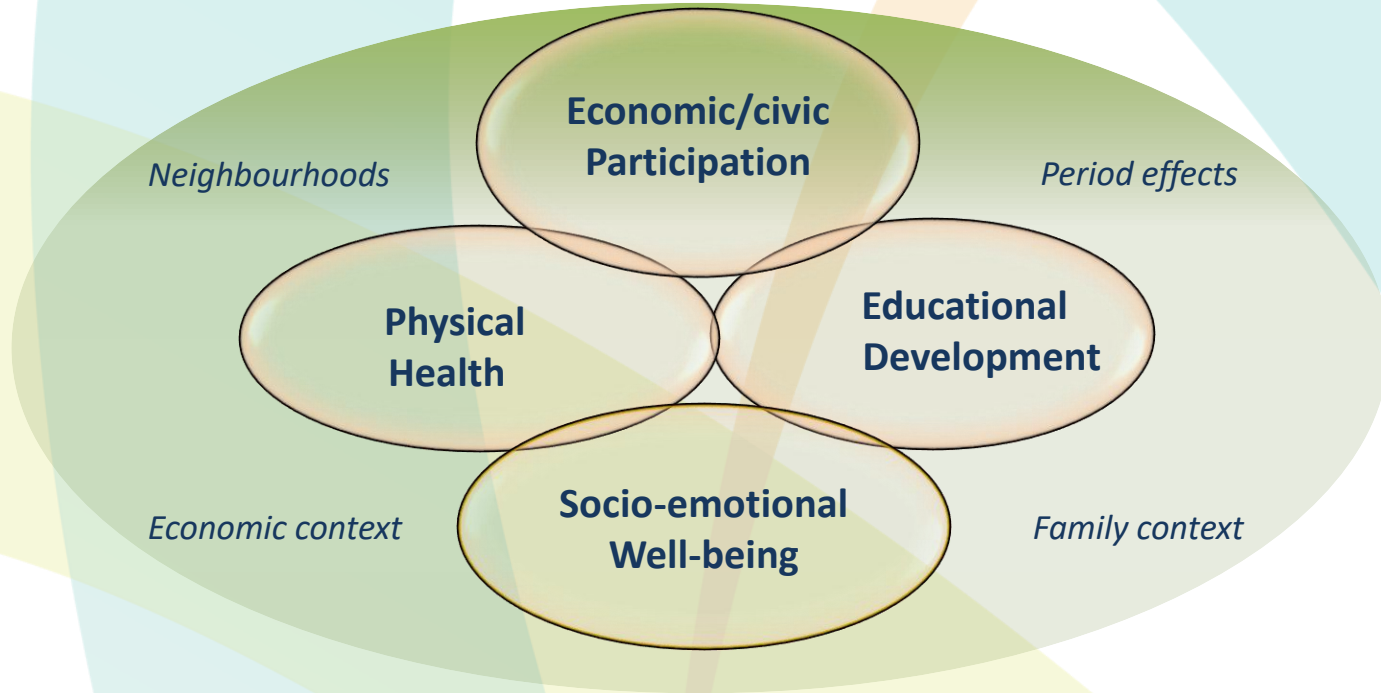 Economic/civic
Participation
Neighbourhoods
Period effects
Physical
Health
Educational
Development
Socio-emotional
Well-being
Economic context
Family context